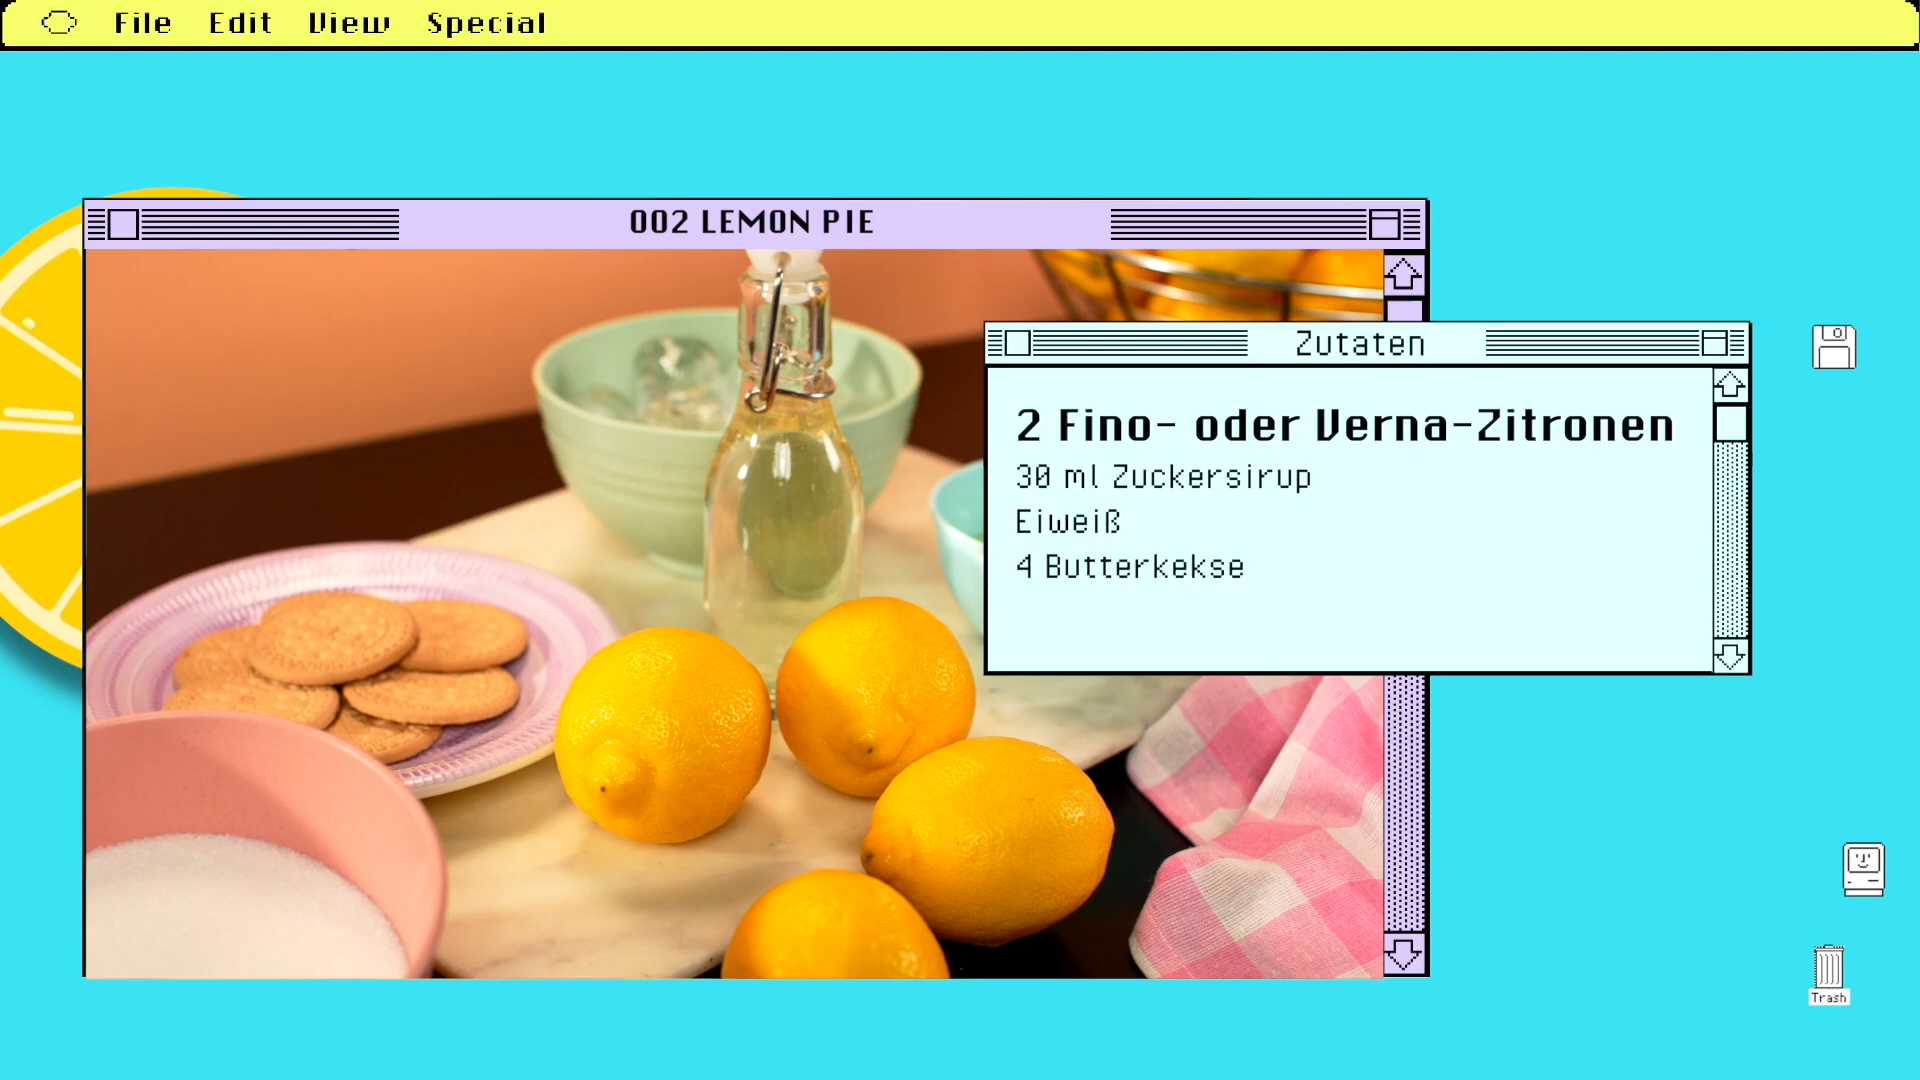 File Edit View Special
002 LEMON PIE
Zutaten
2 Fino- oder Verna-Zitronen
30 ml Zuckersirup
Eiweiß
4 Butterkekse
Trash